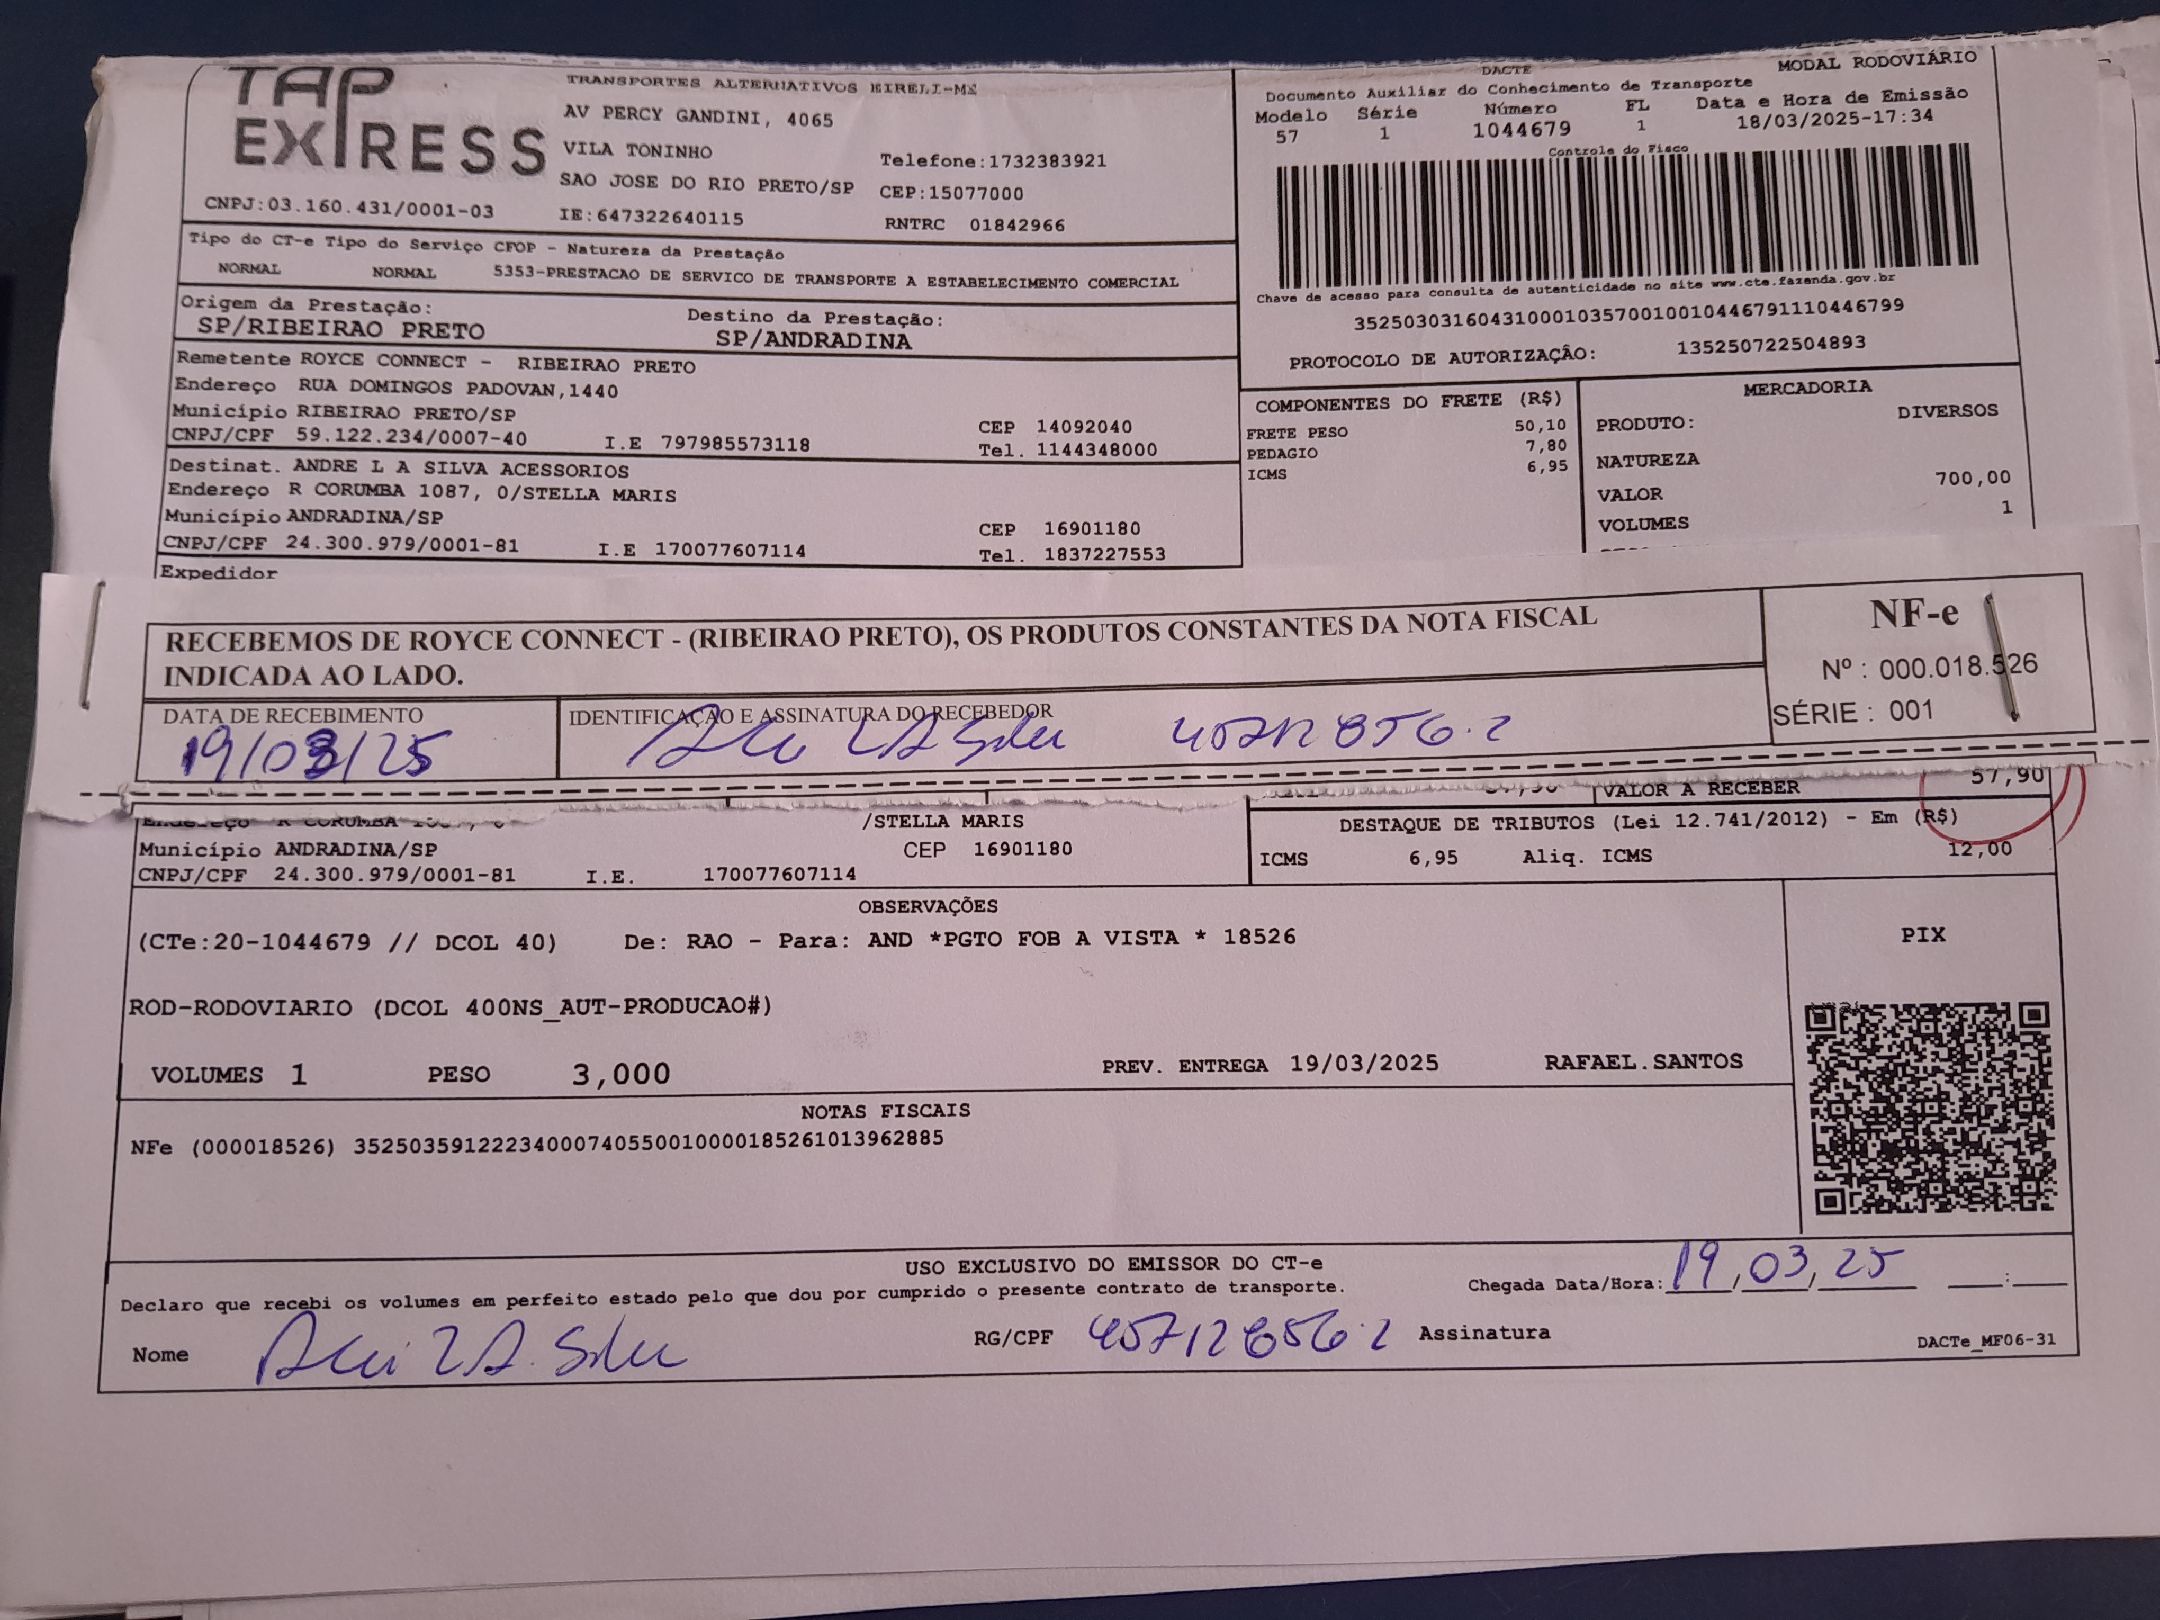 TAP EXPRESS
TRANSPORTES ALTERNATIVOS EIRELI-ME
AV PERCY GANDINI, 4065
VILA TONINHO
Telefone:1732383921
SAO JOSE DO RIO PRETO/SP CEP:15077000
CNPJ:03.160.431/0001-03 IE:647322640115 RNTRC 01842966
Tipo do CT-e Tipo do Serviço CFOP - Natureza da Prestação
NORMAL NORMAL 5353-PRESTACAO DE SERVICO DE TRANSPORTE A ESTABELECIMENTO COMERCIAL
Origem da Prestação: Destino da Prestação:
SP/RIBEIRAO PRETO SP/ANDRADINA
Remetente ROYCE CONNECT - RIBEIRAO PRETO
Endereço RUA DOMINGOS PADOVAN,1440
Município RIBEIRAO PRETO/SP CEP 14092040
CNPJ/CPF 59.122.234/0007-40 I.E 797985573118 Tel. 1144348000
Destinat. ANDRE L A SILVA ACESSORIOS
Endereço R CORUMBA 1087, 0/STELLA MARIS
Município ANDRADINA/SP CEP 16901180
CNPJ/CPF 24.300.979/0001-81 I.E 170077607114 Tel. 1837227553
Expedidor
DACTE MODAL RODOVIÁRIO
Documento Auxiliar do Conhecimento de Transporte
Modelo Série Número FL Data e Hora de Emissão
57 1 1044679 1 18/03/2025-17:34
Controle do Fisco
Chave de acesso para consulta de autenticidade no site www.cte.fazenda.gov.br
35250303160431000103570010010446791110446799
PROTOCOLO DE AUTORIZAÇÃO: 135250722504893
COMPONENTES DO FRETE (R$)
FRETE PESO 50,10
PEDAGIO 7,80
ICMS 6,95
MERCADORIA
PRODUTO: DIVERSOS
NATUREZA
VALOR 700,00
VOLUMES 1
RECEBEMOS DE ROYCE CONNECT - (RIBEIRAO PRETO), OS PRODUTOS CONSTANTES DA NOTA FISCAL
INDICADA AO LADO.
NF-e
Nº : 000.018.526
SÉRIE : 001
DATA DE RECEBIMENTO IDENTIFICAÇAO E ASSINATURA DO RECEBEDOR
19/03/25 45712856-2
VALOR A RECEBER 57,90
Endereço R CORUMBA /STELLA MARIS
Município ANDRADINA/SP CEP 16901180
CNPJ/CPF 24.300.979/0001-81 I.E. 170077607114
DESTAQUE DE TRIBUTOS (Lei 12.741/2012) - Em (R$)
ICMS 6,95 Aliq. ICMS 12,00
OBSERVAÇÕES
(CTe:20-1044679 // DCOL 40) De: RAO - Para: AND *PGTO FOB A VISTA * 18526
PIX
ROD-RODOVIARIO (DCOL 400NS_AUT-PRODUCAO#)
VOLUMES 1 PESO 3,000 PREV. ENTREGA 19/03/2025 RAFAEL.SANTOS
NOTAS FISCAIS
NFe (000018526) 35250359122234000740550010000185261013962885
USO EXCLUSIVO DO EMISSOR DO CT-e
Declaro que recebi os volumes em perfeito estado pelo que dou por cumprido o presente contrato de transporte. Chegada Data/Hora: 19,03,25
Nome RG/CPF 45712856-2 Assinatura DACTe_MF06-31